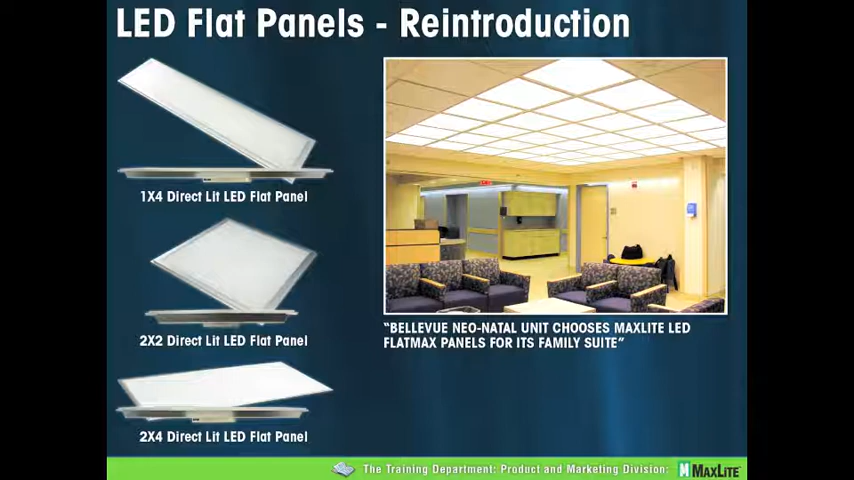 LED Flat Panels - Reintroduction
1X4 Direct Lit LED Flat Panel
2X2 Direct Lit LED Flat Panel
2X4 Direct Lit LED Flat Panel
“BELLEVUE NEO-NATAL UNIT CHOOSES MAXLITE LED
FLATMAX PANELS FOR ITS FAMILY SUITE”
The Training Department: Product and Marketing Division: MAXLITE